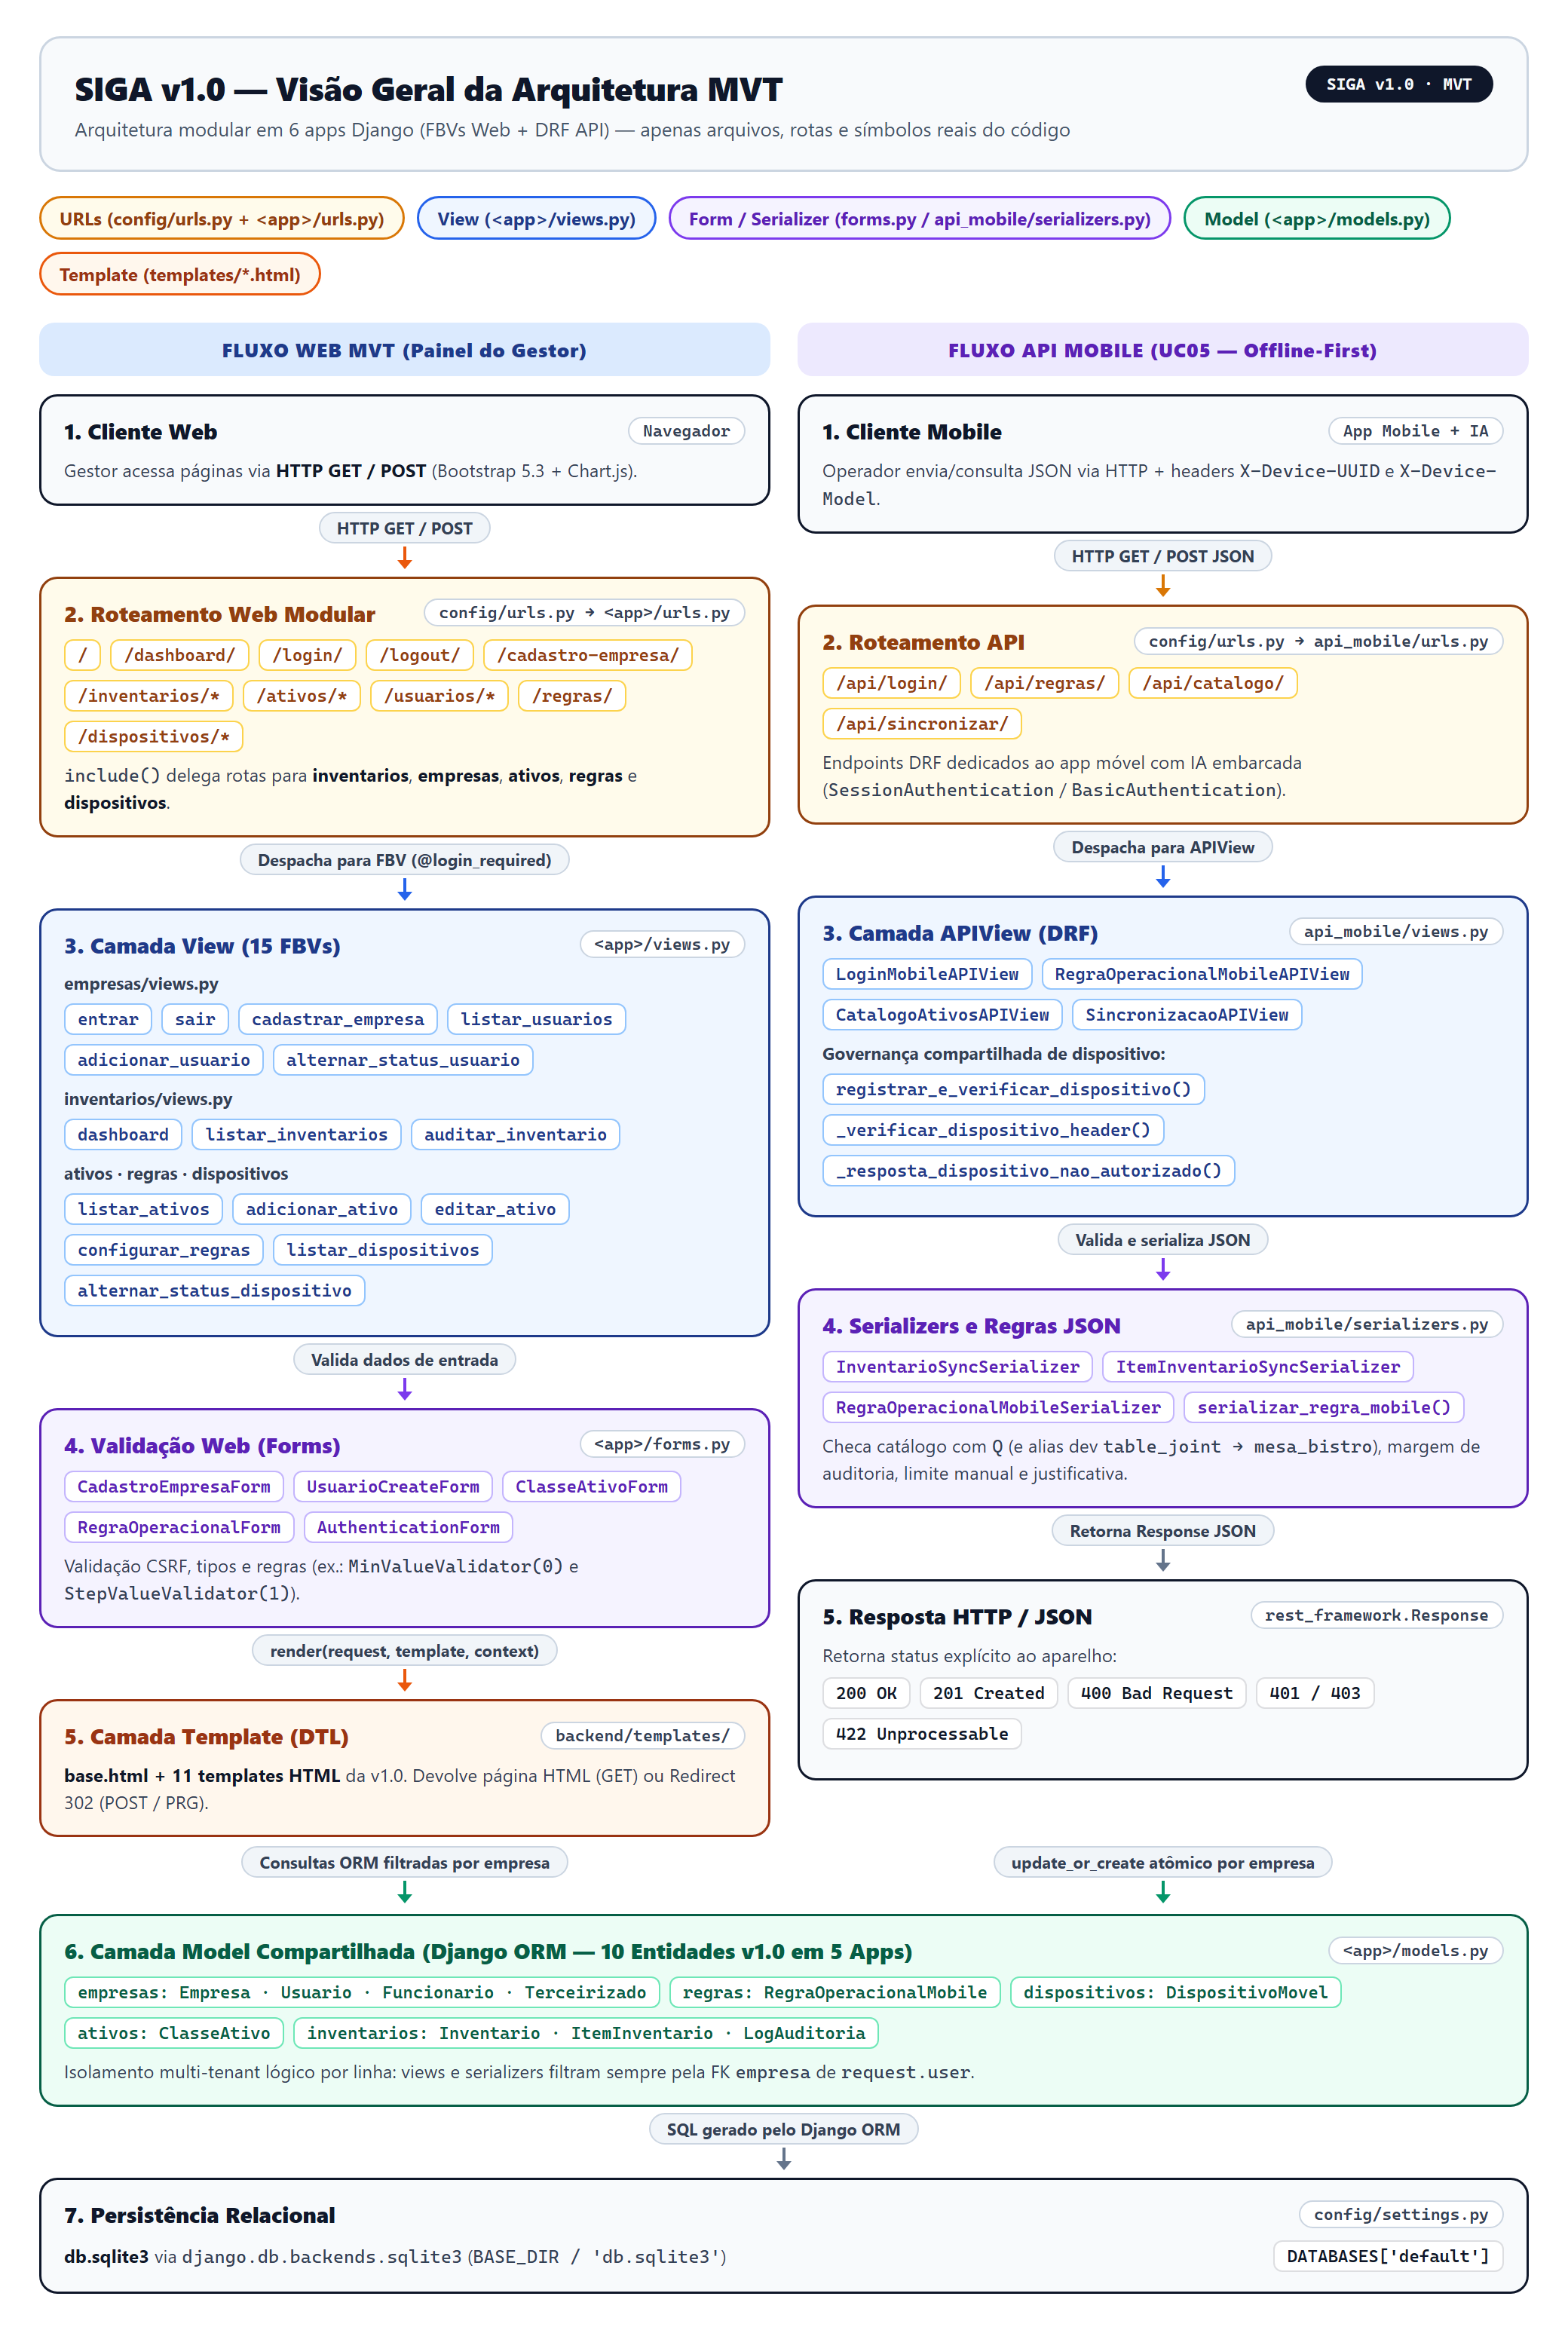 SIGA v1.0 — Visão Geral da Arquitetura MVT
SIGA v1.0 · MVT
Arquitetura modular em 6 apps Django (FBVs Web + DRF API) — apenas arquivos, rotas e símbolos reais do código
URLs (config/urls.py + <app>/urls.py)
View (<app>/views.py)
Form / Serializer (forms.py / api_mobile/serializers.py)
Model (<app>/models.py)
Template (templates/*.html)
FLUXO WEB MVT (Painel do Gestor)
1. Cliente Web
Navegador
Gestor acessa páginas via HTTP GET / POST (Bootstrap 5.3 + Chart.js).
HTTP GET / POST
2. Roteamento Web Modular
config/urls.py → <app>/urls.py
/ /dashboard/ /login/ /logout/ /cadastro-empresa/
/inventarios/* /ativos/* /usuarios/* /regras/
/dispositivos/*
include() delega rotas para inventarios, empresas, ativos, regras e
dispositivos.
Despacha para FBV (@login_required)
3. Camada View (15 FBVs)
<app>/views.py
empresas/views.py
entrar sair cadastrar_empresa listar_usuarios
adicionar_usuario alternar_status_usuario
inventarios/views.py
dashboard listar_inventarios auditar_inventario
ativos · regras · dispositivos
listar_ativos adicionar_ativo editar_ativo
configurar_regras listar_dispositivos
alternar_status_dispositivo
Valida dados de entrada
4. Validação Web (Forms)
<app>/forms.py
CadastroEmpresaForm UsuarioCreateForm ClasseAtivoForm
RegraOperacionalForm AuthenticationForm
Validação CSRF, tipos e regras (ex.: MinValueValidator(0) e
StepValueValidator(1)).
render(request, template, context)
5. Camada Template (DTL)
backend/templates/
base.html + 11 templates HTML da v1.0. Devolve página HTML (GET) ou Redirect
302 (POST / PRG).
Consultas ORM filtradas por empresa
FLUXO API MOBILE (UC05 — Offline-First)
1. Cliente Mobile
App Mobile + IA
Operador envia/consulta JSON via HTTP + headers X-Device-UUID e X-Device-
Model.
HTTP GET / POST JSON
2. Roteamento API
config/urls.py → api_mobile/urls.py
/api/login/ /api/regras/ /api/catalogo/
/api/sincronizar/
Endpoints DRF dedicados ao app móvel com IA embarcada
(SessionAuthentication / BasicAuthentication).
Despacha para APIView
3. Camada APIView (DRF)
api_mobile/views.py
LoginMobileAPIView RegraOperacionalMobileAPIView
CatalogoAtivosAPIView SincronizacaoAPIView
Governança compartilhada de dispositivo:
registrar_e_verificar_dispositivo()
_verificar_dispositivo_header()
_resposta_dispositivo_nao_autorizado()
Valida e serializa JSON
4. Serializers e Regras JSON
api_mobile/serializers.py
InventarioSyncSerializer ItemInventarioSyncSerializer
RegraOperacionalMobileSerializer serializar_regra_mobile()
Checa catálogo com Q (e alias dev table_joint → mesa_bistro), margem de
auditoria, limite manual e justificativa.
Retorna Response JSON
5. Resposta HTTP / JSON
rest_framework.Response
Retorna status explícito ao aparelho:
200 OK 201 Created 400 Bad Request 401 / 403
422 Unprocessable
update_or_create atômico por empresa
6. Camada Model Compartilhada (Django ORM — 10 Entidades v1.0 em 5 Apps)
<app>/models.py
empresas: Empresa · Usuario · Funcionario · Terceirizado regras: RegraOperacionalMobile dispositivos: DispositivoMovel
ativos: ClasseAtivo inventarios: Inventario · ItemInventario · LogAuditoria
Isolamento multi-tenant lógico por linha: views e serializers filtram sempre pela FK empresa de request.user.
SQL gerado pelo Django ORM
7. Persistência Relacional
config/settings.py
db.sqlite3 via django.db.backends.sqlite3 (BASE_DIR / 'db.sqlite3')
DATABASES['default']